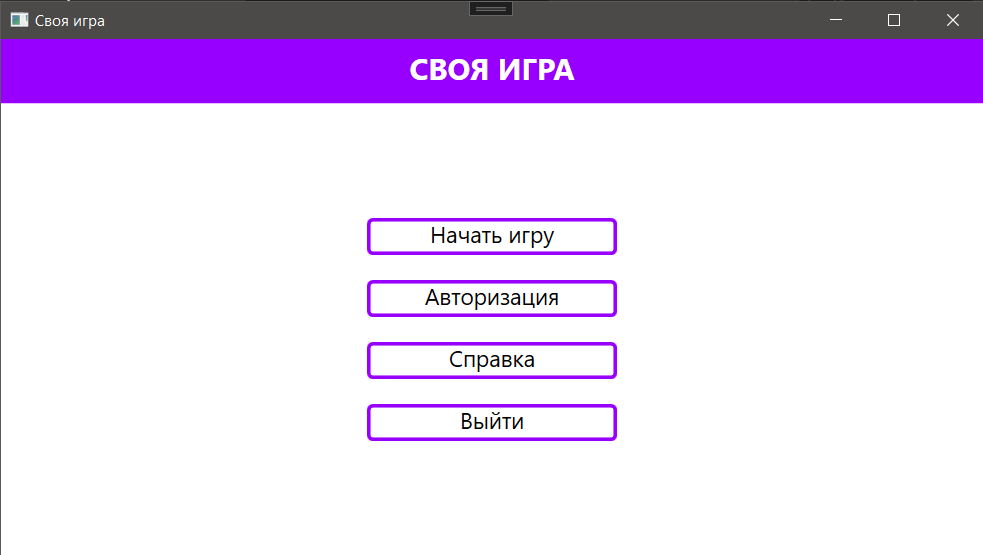 Своя игра
СВОЯ ИГРА
Начать игру
Авторизация
Справка
Выйти